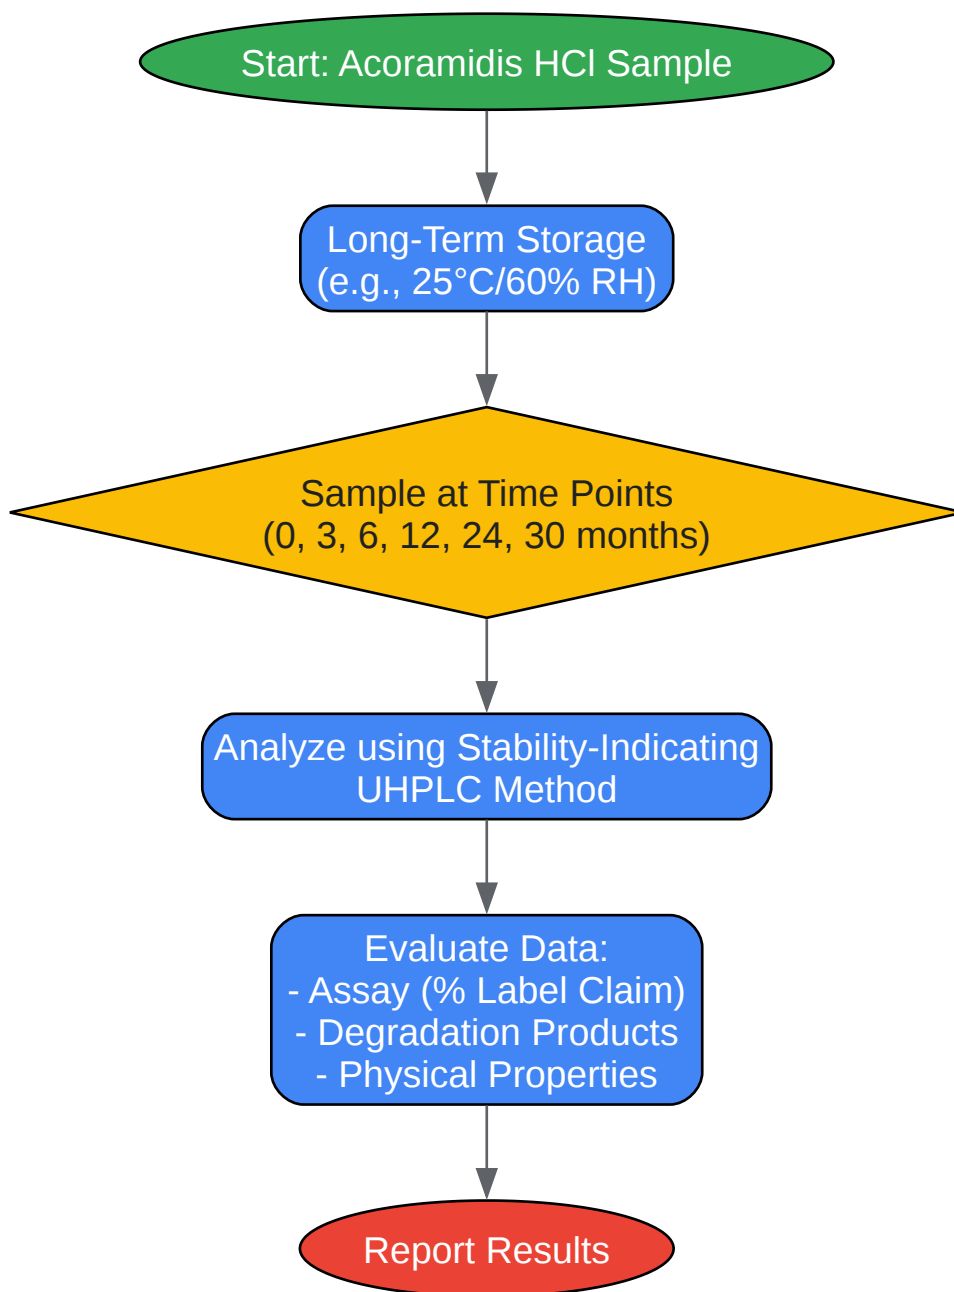 Start: Acoramidis HCl Sample
Long-Term Storage
(e.g., 25°C/60% RH)
Sample at Time Points
(0, 3, 6, 12, 24, 30 months)
Analyze using Stability-Indicating
UHPLC Method
Evaluate Data:
- Assay (% Label Claim)
- Degradation Products
- Physical Properties
Report Results